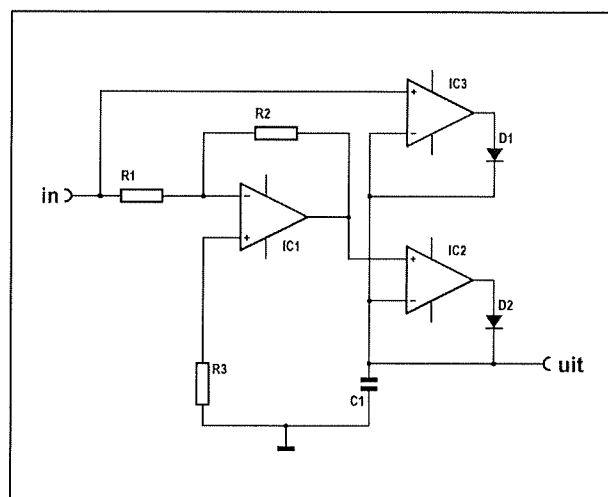 IC3
+
R2
D1
−
R1
in
−
IC1
IC2
+
+
D2
−
uit
R3
C1